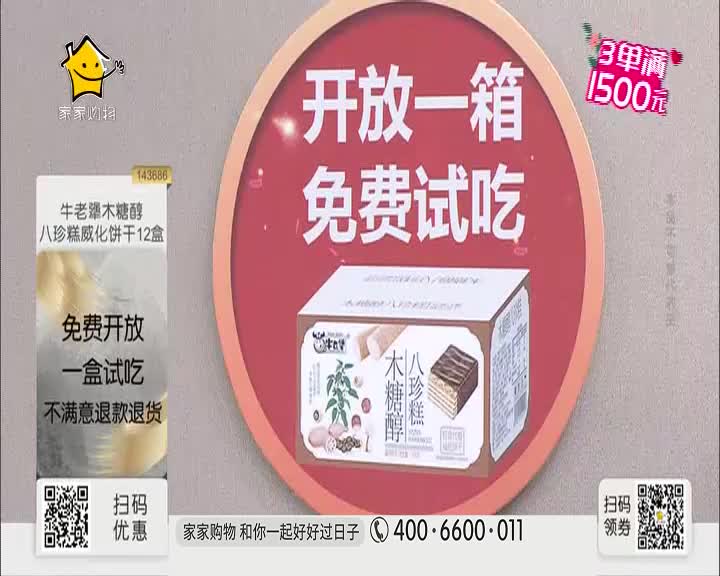 家家购物
3单满
1500元
开放一箱
免费试吃
143686
牛老犟木糖醇
八珍糕威化饼干12盒
免费开放
一盒试吃
不满意退款退货
八珍糕
木糖醇
扫码
优惠
家家购物 和你一起好好过日子
400·6600·011
扫码
领券